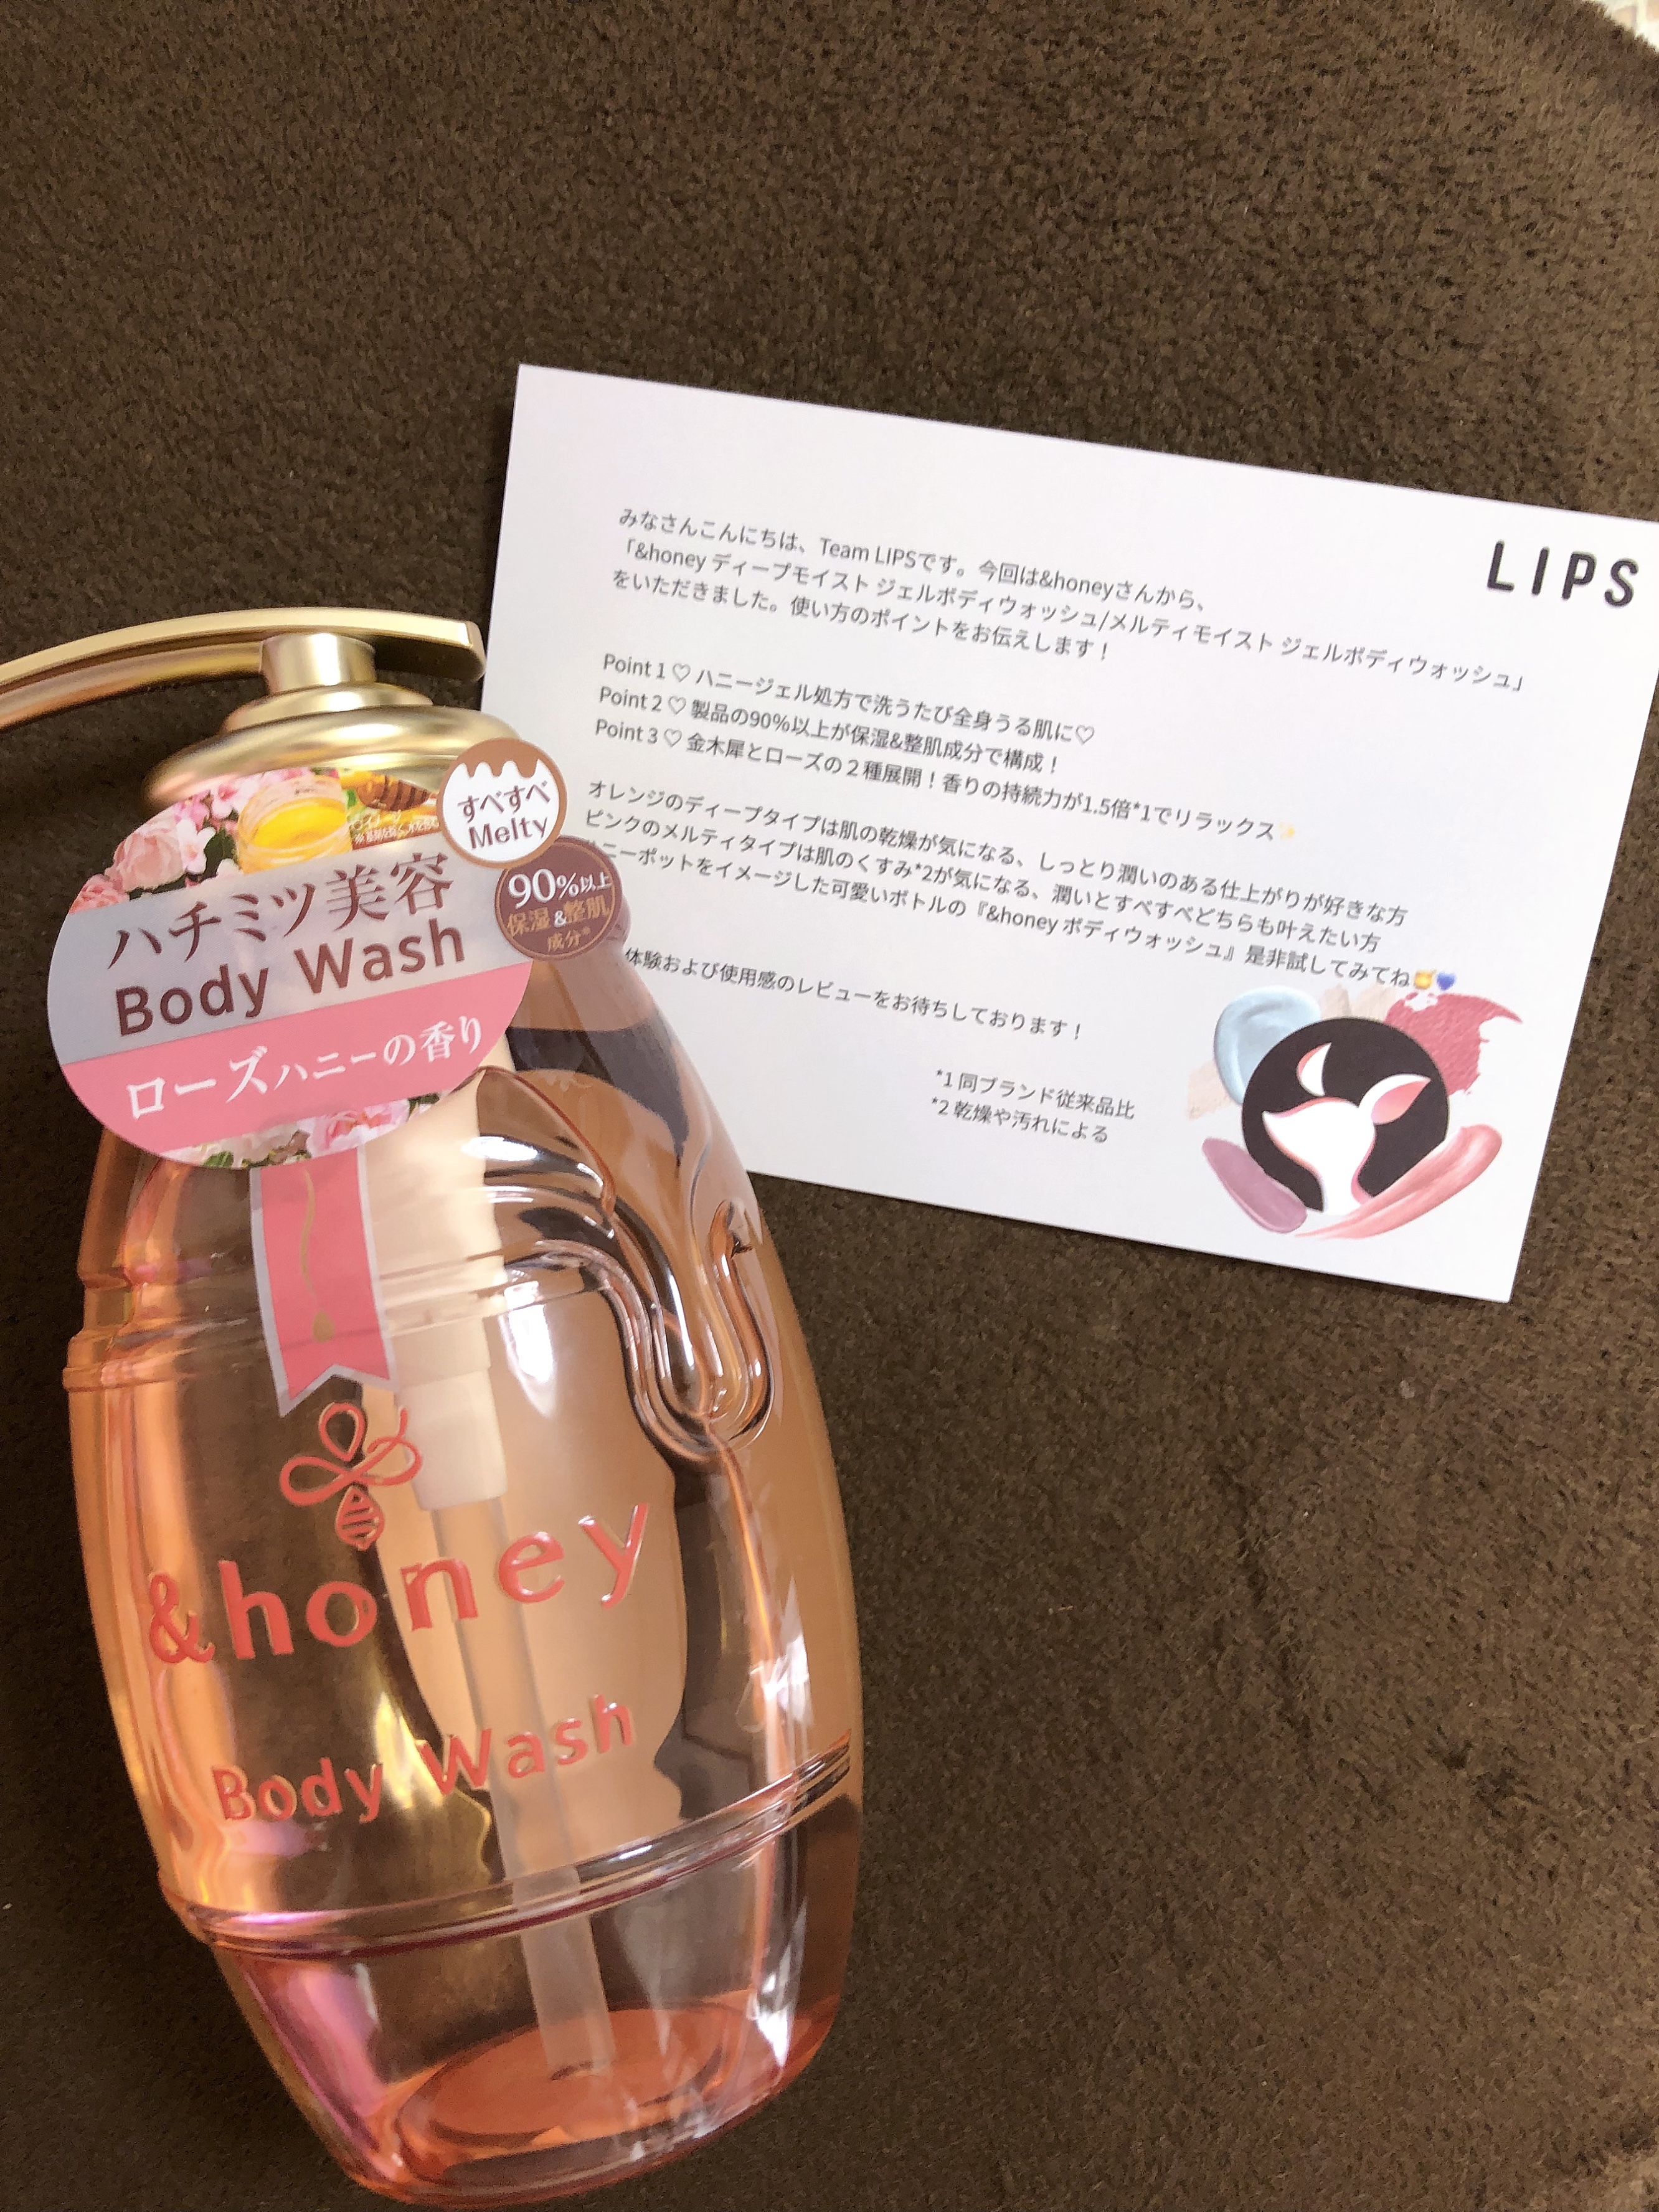 LIPS
みなさんこんにちは、Team LIPSです。今回は&honeyさんから、
「&honey ディープモイスト ジェルボディウォッシュ/メルティモイスト ジェルボディウォッシュ」
をいただきました。使い方のポイントをお伝えします！
Point 1♡ ハニージェル処方で洗うたび全身うる肌に♡
Point 2♡ 製品の90%以上が保湿&整肌成分で構成！
Point 3♡ 金木犀とローズの２種展開！香りの持続力が1.5倍*1でリラックス✨
オレンジのディープタイプは肌の乾燥が気になる、しっとり潤いのある仕上がりが好きな方
ピンクのメルティタイプは肌のくすみ*2が気になる、潤いとすべすべどちらも叶えたい方
ニーポットをイメージした可愛いボトルの『&honey ボディウォッシュ』是非試してみてね🍯💙
体験および使用感のレビューをお待ちしております！
*1 同ブランド従来品比
*2 乾燥や汚れによる
すべすべ
Melty
90%以上
保湿&整肌
成分※
ハチミツ美容
Body Wash
ローズハニーの香り
&honey
Body Wash